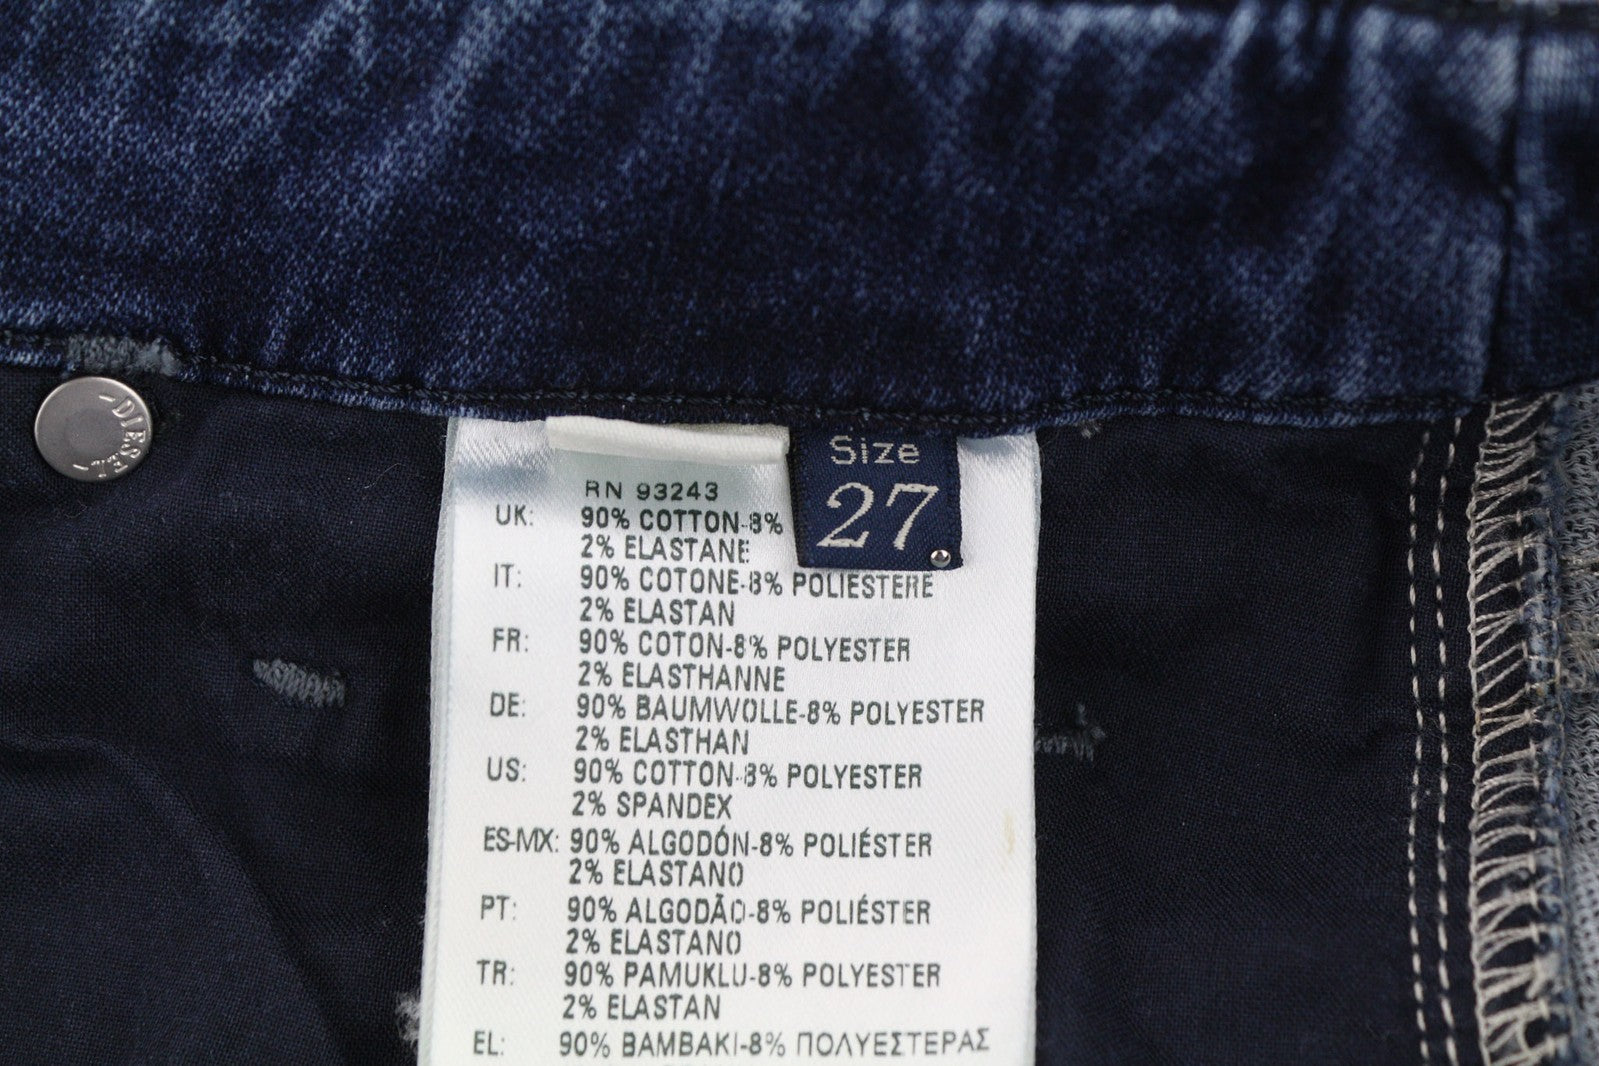 -DIESEL-
Size
27
RN 93243
UK: 90% COTTON-8%
2% ELASTANE
IT: 90% COTONE-8% POLIESTERE
2% ELASTAN
FR: 90% COTON-8% POLYESTER
2% ELASTHANNE
DE: 90% BAUMWOLLE-8% POLYESTER
2% ELASTHAN
US: 90% COTTON-8% POLYESTER
2% SPANDEX
ES-MX: 90% ALGODÓN-8% POLIÉSTER
2% ELASTANO
PT: 90% ALGODÃO-8% POLIÉSTER
2% ELASTANO
TR: 90% PAMUKLU-8% POLYESTER
2% ELASTAN
EL: 90% BAMBAKI-8% ΠΟΛΥΕΣΤΕΡΑΣ